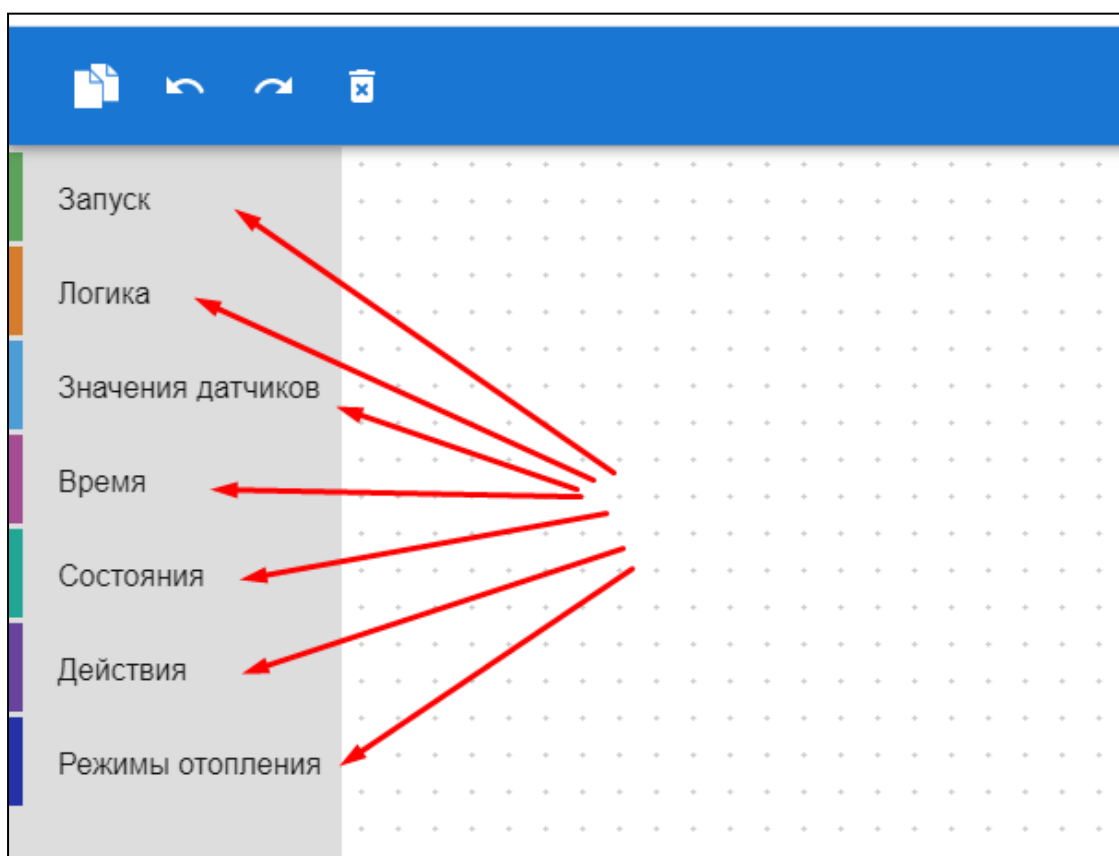 Запуск
Логика
Значения датчиков
Время
Состояния
Действия
Режимы отопления